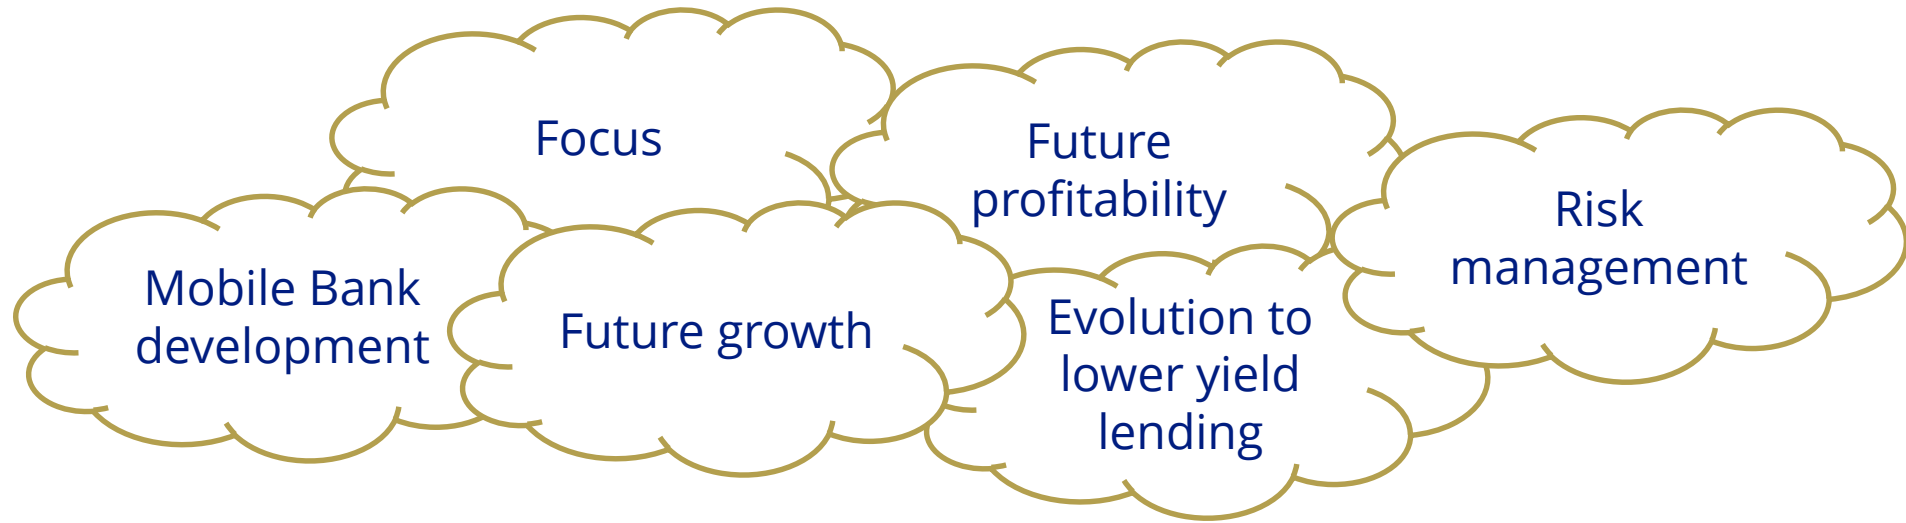 Focus
Future
profitability
Risk
management
Mobile Bank
development
Future growth
Evolution to
lower yield
lending